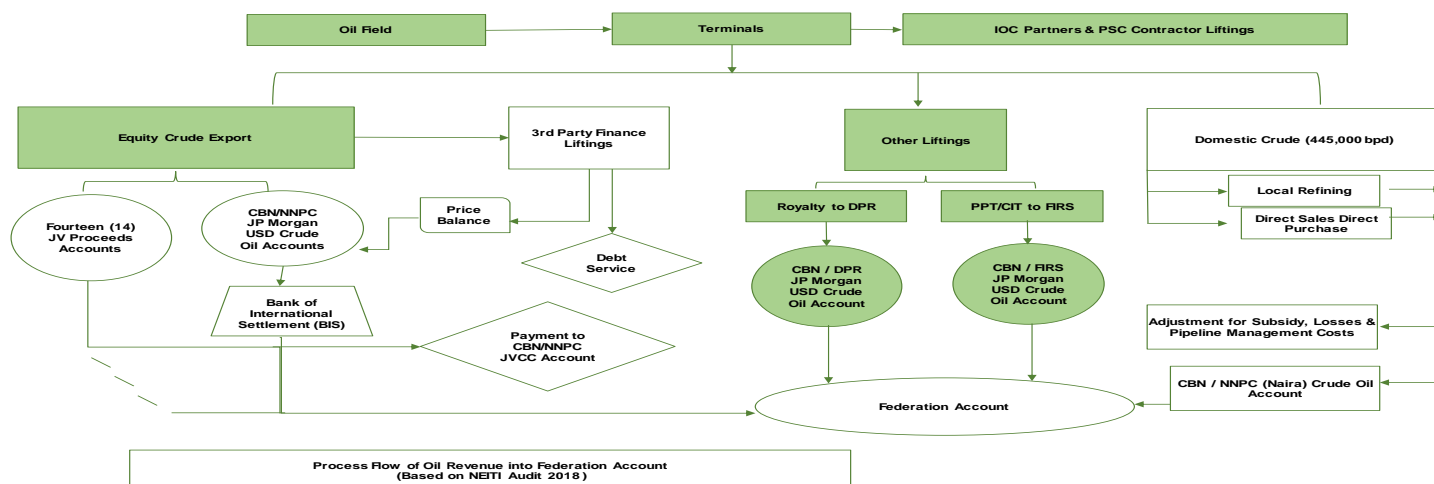 Oil Field
Terminals
IOC Partners & PSC Contractor Liftings
Equity Crude Export
3rd Party Finance
Liftings
Other Liftings
Domestic Crude (445,000 bpd)
Local Refining
Direct Sales Direct
Purchase
Fourteen (14)
JV Proceeds
Accounts
CBN/NNPC
JP Morgan
USD Crude
Oil Accounts
Price
Balance
Royalty to DPR
PPT/CIT to FIRS
Debt
Service
CBN / DPR
JP Morgan
USD Crude
Oil Account
CBN / FIRS
JP Morgan
USD Crude
Oil Account
Bank of
International
Settlement (BIS)
Payment to
CBN/NNPC
JVCC Account
Adjustment for Subsidy, Losses &
Pipeline Management Costs
CBN / NNPC (Naira) Crude Oil
Account
Federation Account
Process Flow of Oil Revenue into Federation Account
(Based on NEITI Audit 2018)